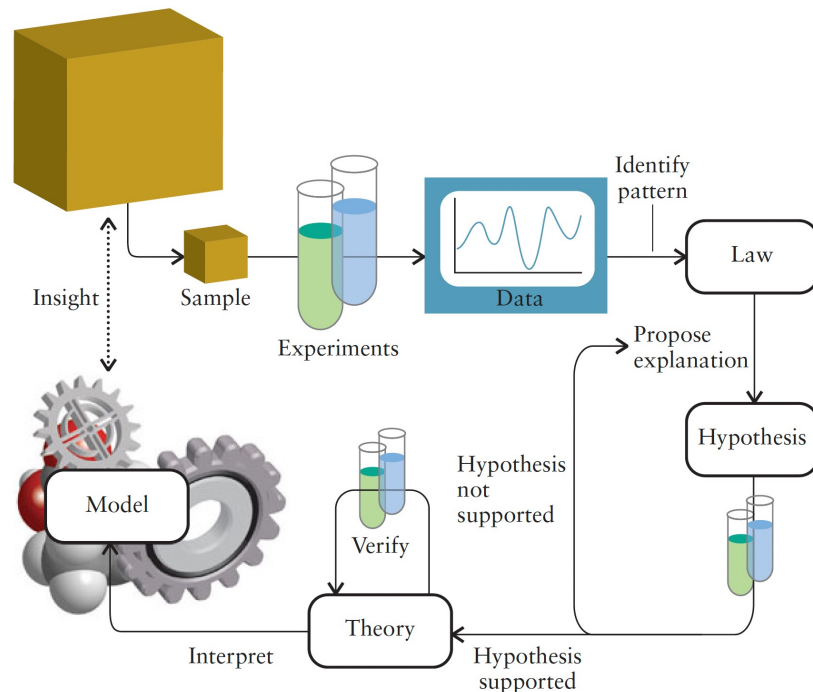 Identify
pattern
Law
Insight
Sample
Data
Experiments
Propose
explanation
Hypothesis
Hypothesis
not
supported
Model
Verify
Theory
Interpret
Hypothesis
supported